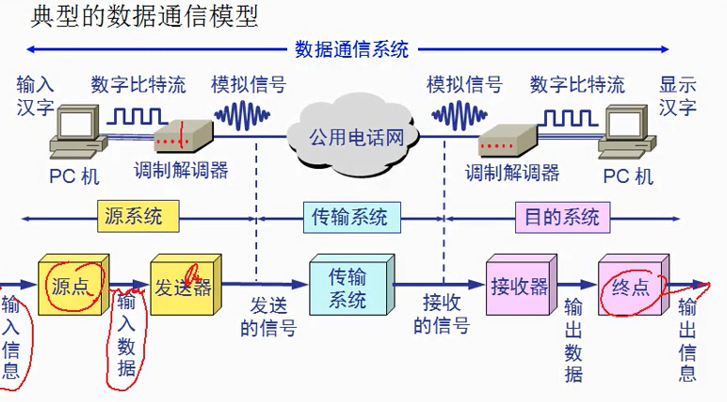 典型的数据通信模型
数据通信系统
输入
汉字
数字比特流
模拟信号
模拟信号
数字比特流
显示
汉字
公用电话网
PC 机
调制解调器
调制解调器
PC 机
源系统
传输系统
目的系统
源点
发送器
传输
系统
接收器
终点
输入信息
输入数据
发送
的信号
接收
的信号
输出数据
输出信息